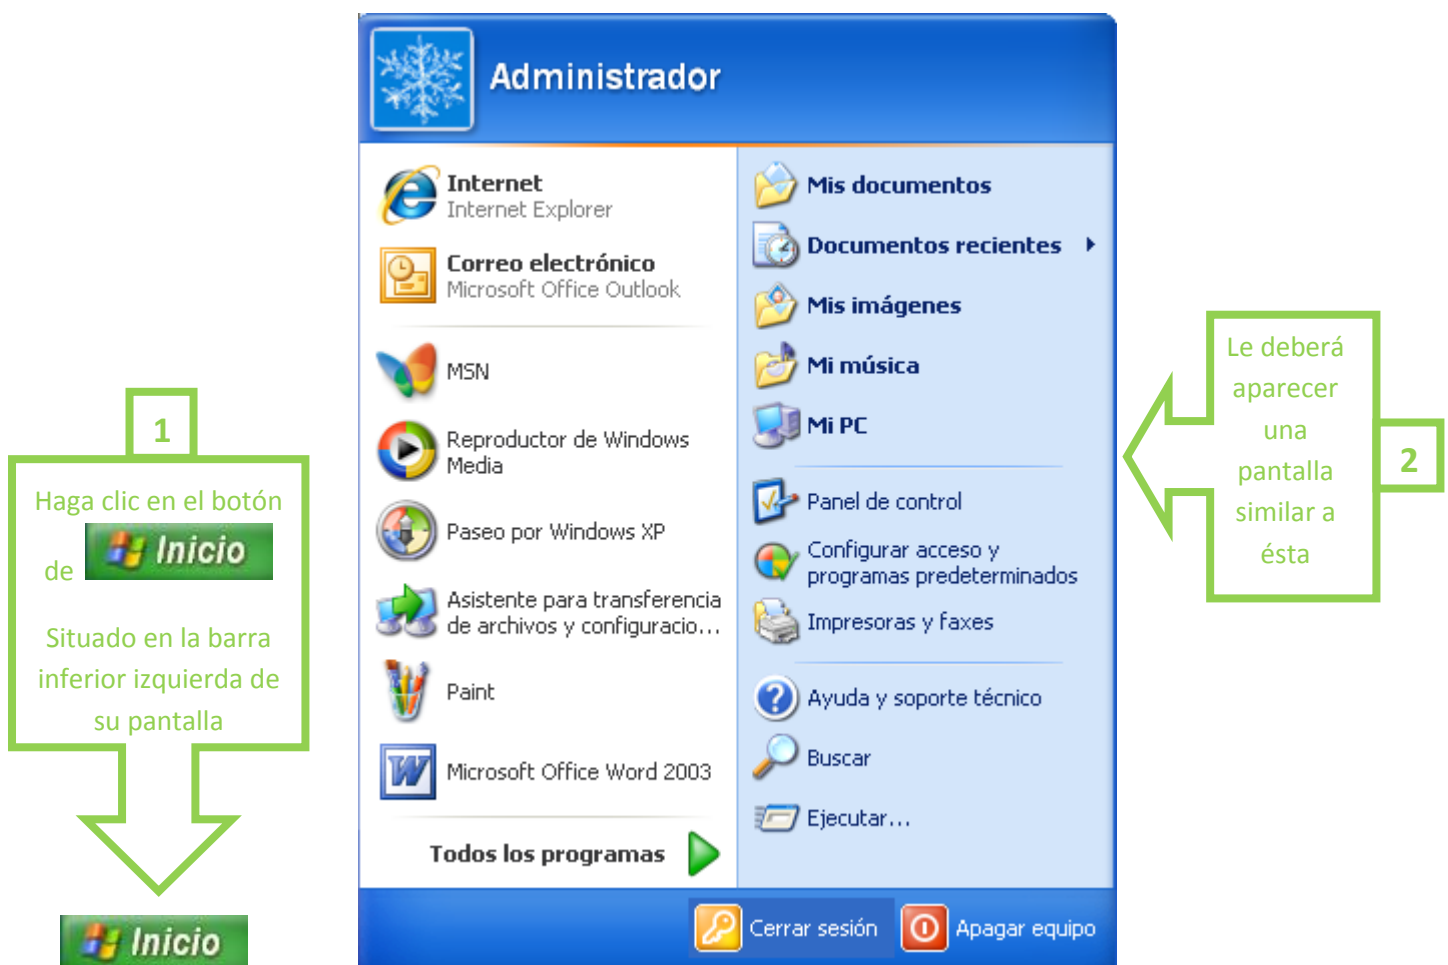 Administrador
Internet
Internet Explorer
Correo electrónico
Microsoft Office Outlook
MSN
Reproductor de Windows
Media
Paseo por Windows XP
Asistente para transferencia
de archivos y configuracio...
Paint
Microsoft Office Word 2003
Todos los programas
Mis documentos
Documentos recientes
Mis imágenes
Mi música
Mi PC
Panel de control
Configurar acceso y
programas predeterminados
Impresoras y faxes
Ayuda y soporte técnico
Buscar
Ejecutar...
Cerrar sesión
Apagar equipo
1
Haga clic en el botón
de Inicio
Situado en la barra
inferior izquierda de
su pantalla
Inicio
2
Le deberá
aparecer
una
pantalla
similar a
ésta